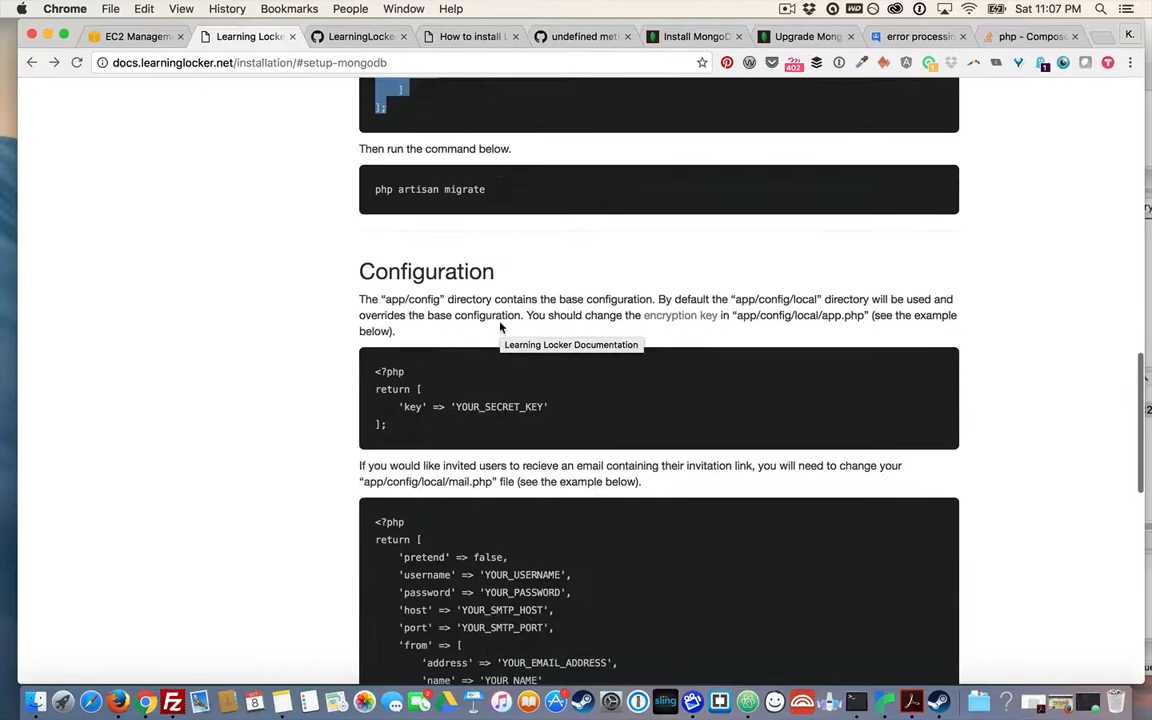 Chrome File Edit View History Bookmarks People Window Help
Sat 11:07 PM
EC2 Managem
Learning Locke
LearningLocker
How to install L
undefined met
Install MongoD
Upgrade Mong
error processin
php - Compos
K.
docs.learninglocker.net/installation/#setup-mongodb
402
]
];
Then run the command below.
php artisan migrate
Configuration
The “app/config” directory contains the base configuration. By default the “app/config/local” directory will be used and
overrides the base configuration. You should change the encryption key in “app/config/local/app.php” (see the example
below).
Learning Locker Documentation
<?php
return [
'key' => 'YOUR_SECRET_KEY'
];
If you would like invited users to recieve an email containing their invitation link, you will need to change your
“app/config/local/mail.php” file (see the example below).
<?php
return [
'pretend' => false,
'username' => 'YOUR_USERNAME',
'password' => 'YOUR_PASSWORD',
'host' => 'YOUR_SMTP_HOST',
'port' => 'YOUR_SMTP_PORT',
'from' => [
'address' => 'YOUR_EMAIL_ADDRESS',
'name' => 'YOUR NAME'
sling